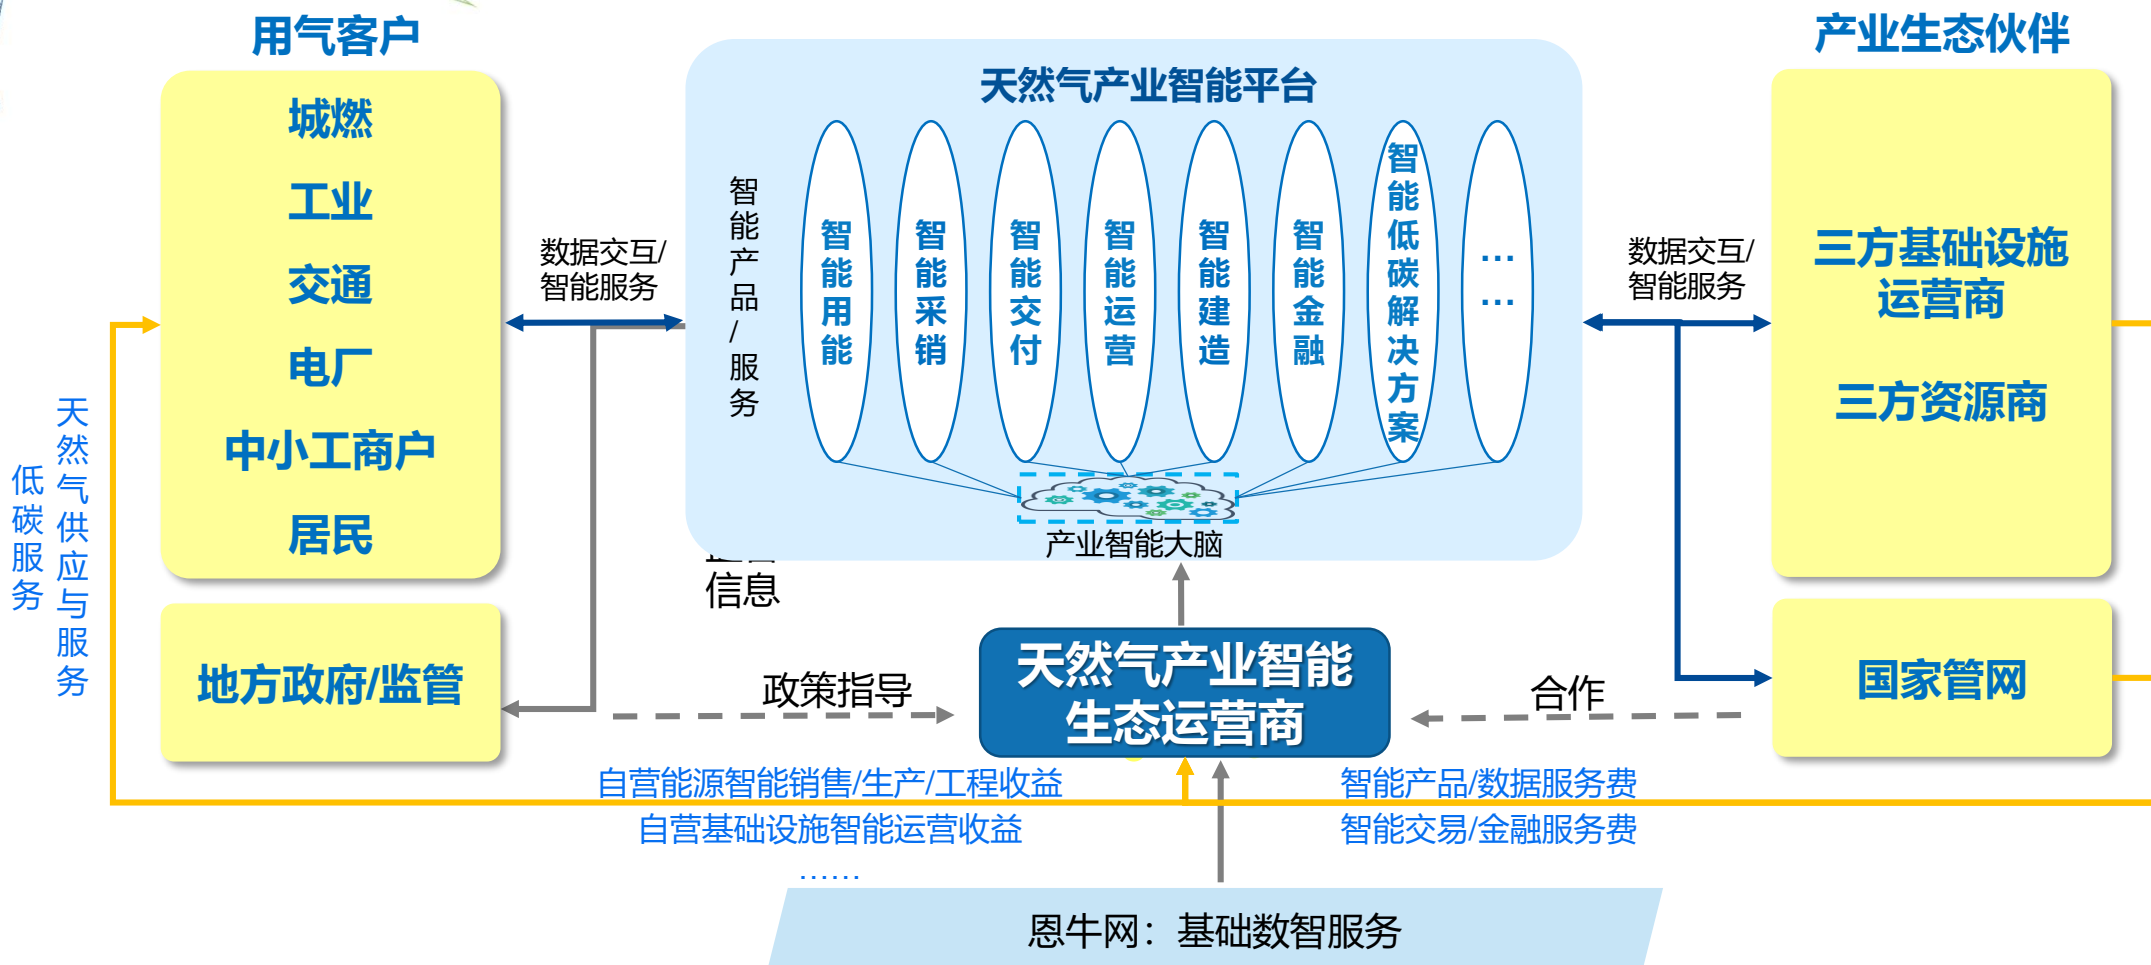 用气客户
城燃
工业
交通
电厂
中小工商户
居民
地方政府/监管
天然气供应与服务
低碳服务
数据交互/
智能服务
天然气产业智能平台
智能产品/服务
智能用能
智能采销
智能交付
智能运营
智能建造
智能金融
智能低碳解决方案
……
产业智能大脑
信息
数据交互/
智能服务
产业生态伙伴
三方基础设施
运营商
三方资源商
国家管网
政策指导
天然气产业智能
生态运营商
合作
自营能源智能销售/生产/工程收益
自营基础设施智能运营收益
……
智能产品/数据服务费
智能交易/金融服务费
恩牛网：基础数智服务